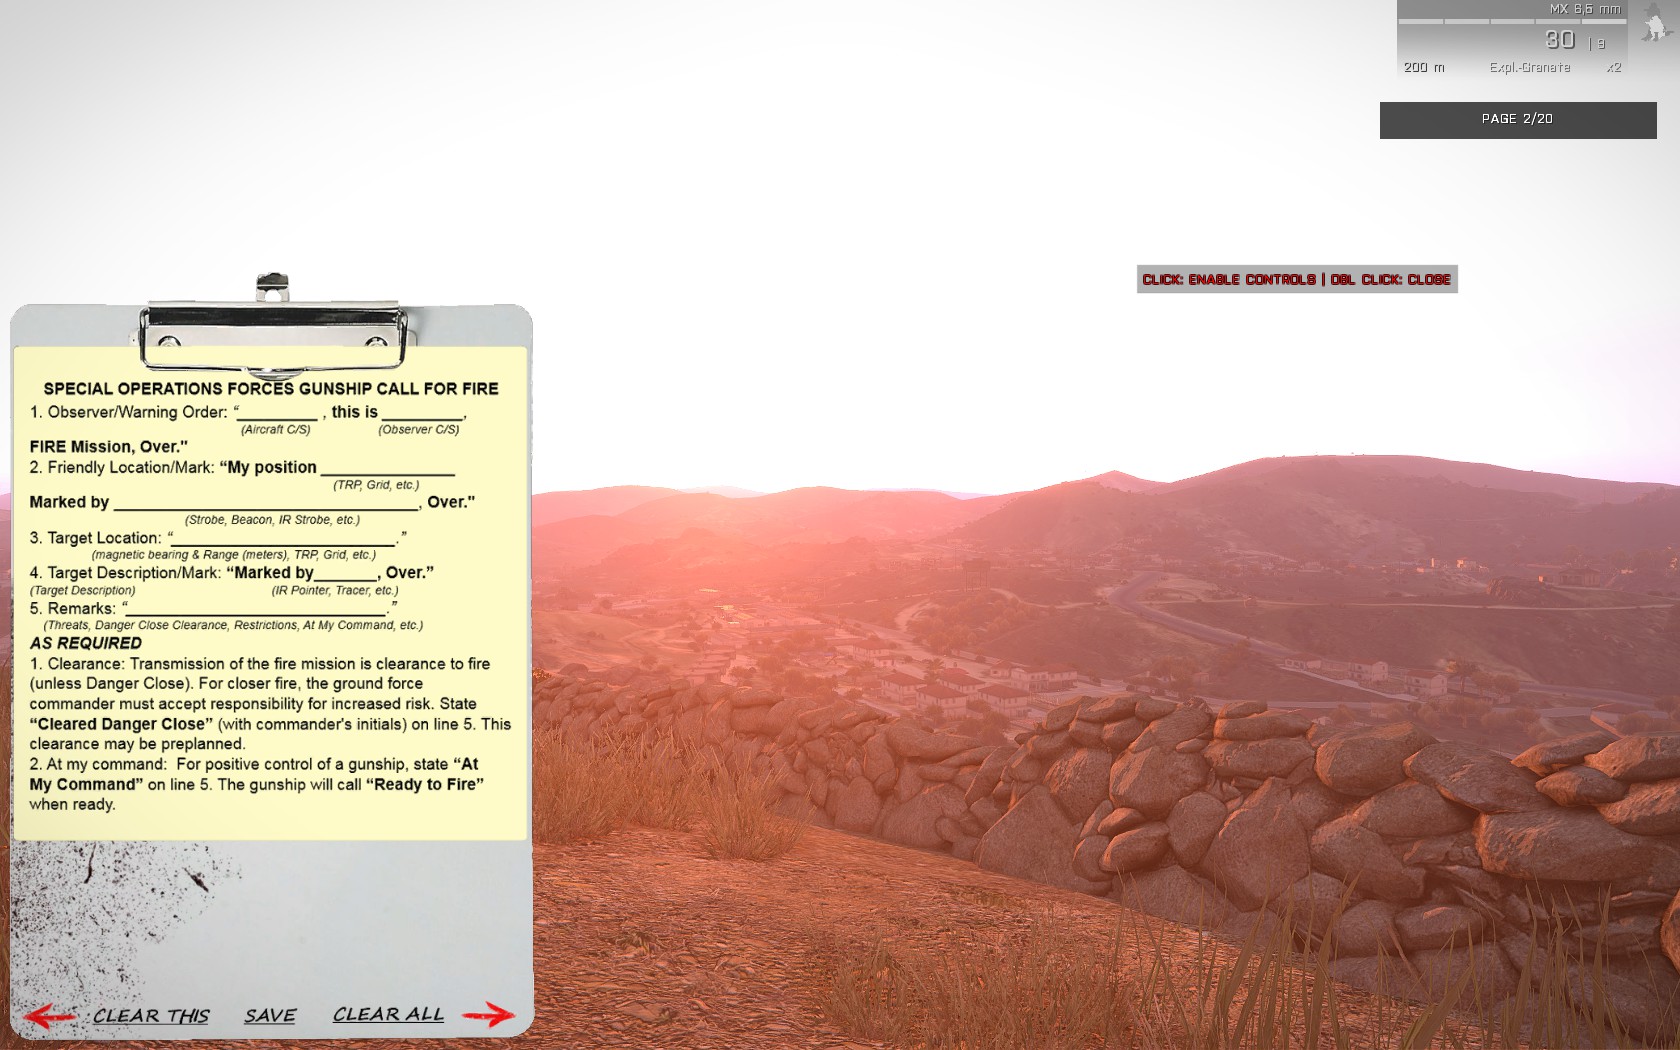 MX 6,5 mm
30 | 9
200 m Expl.-Granate x2
PAGE 2/20
CLICK: ENABLE CONTROLS | DBL CLICK: CLOSE
SPECIAL OPERATIONS FORCES GUNSHIP CALL FOR FIRE
1. Observer/Warning Order: “________ , this is ________,
(Aircraft C/S) (Observer C/S)
FIRE Mission, Over."
2. Friendly Location/Mark: “My position ______________
(TRP, Grid, etc.)
Marked by ______________________________, Over."
(Strobe, Beacon, IR Strobe, etc.)
3. Target Location: “______________________.”
(magnetic bearing & Range (meters), TRP, Grid, etc.)
4. Target Description/Mark: “Marked by______, Over.”
(Target Description) (IR Pointer, Tracer, etc.)
5. Remarks: “__________________________.”
(Threats, Danger Close Clearance, Restrictions, At My Command, etc.)
AS REQUIRED
1. Clearance: Transmission of the fire mission is clearance to fire
(unless Danger Close). For closer fire, the ground force
commander must accept responsibility for increased risk. State
“Cleared Danger Close” (with commander's initials) on line 5. This
clearance may be preplanned.
2. At my command: For positive control of a gunship, state “At
My Command” on line 5. The gunship will call “Ready to Fire”
when ready.
CLEAR THIS SAVE CLEAR ALL